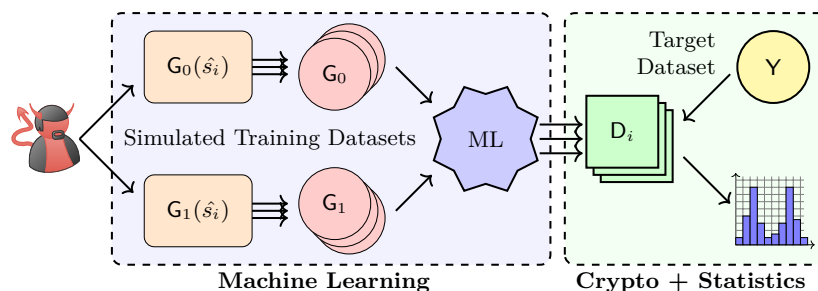 G₀(ŝᵢ)
G₀
Target
Dataset
Y
Simulated Training Datasets
ML
Dᵢ
G₁(ŝᵢ)
G₁
Machine Learning
Crypto + Statistics